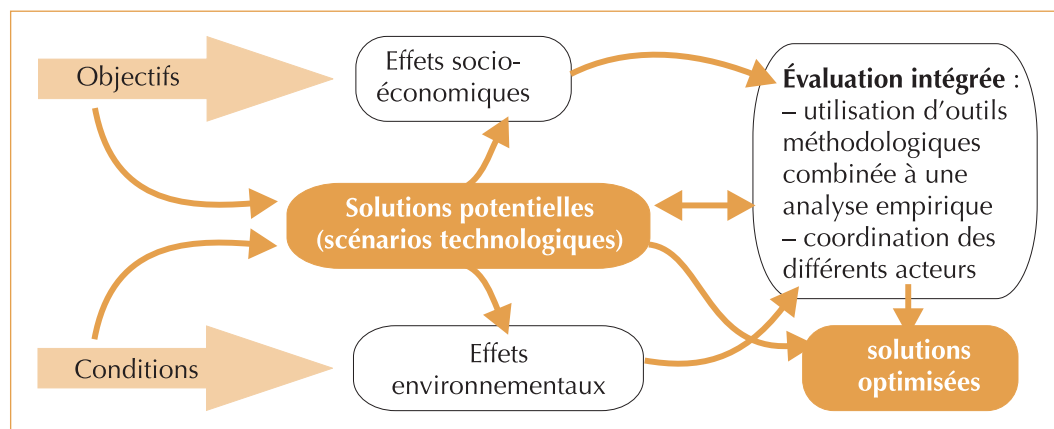 Objectifs
Effets socio-
économiques
Évaluation intégrée :
– utilisation d’outils
méthodologiques
combinée à une
analyse empirique
– coordination des
différents acteurs
Solutions potentielles
(scénarios technologiques)
Conditions
Effets
environnementaux
solutions
optimisées